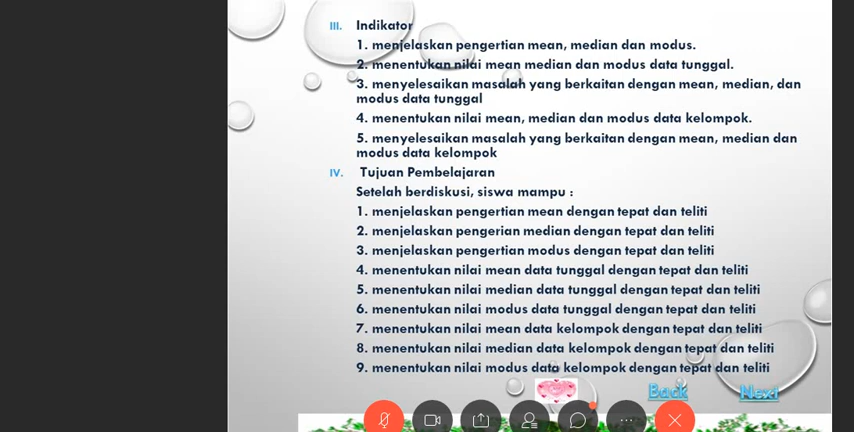 III. Indikator
1. menjelaskan pengertian mean, median dan modus.
2. menentukan nilai mean median dan modus data tunggal.
3. menyelesaikan masalah yang berkaitan dengan mean, median, dan
modus data tunggal
4. menentukan nilai mean, median dan modus data kelompok.
5. menyelesaikan masalah yang berkaitan dengan mean, median dan
modus data kelompok
IV. Tujuan Pembelajaran
Setelah berdiskusi, siswa mampu :
1. menjelaskan pengertian mean dengan tepat dan teliti
2. menjelaskan pengerian median dengan tepat dan teliti
3. menjelaskan pengertian modus dengan tepat dan teliti
4. menentukan nilai mean data tunggal dengan tepat dan teliti
5. menentukan nilai median data tunggal dengan tepat dan teliti
6. menentukan nilai modus data tunggal dengan tepat dan teliti
7. menentukan nilai mean data kelompok dengan tepat dan teliti
8. menentukan nilai median data kelompok dengan tepat dan teliti
9. menentukan nilai modus data kelompok dengan tepat dan teliti
Back Next